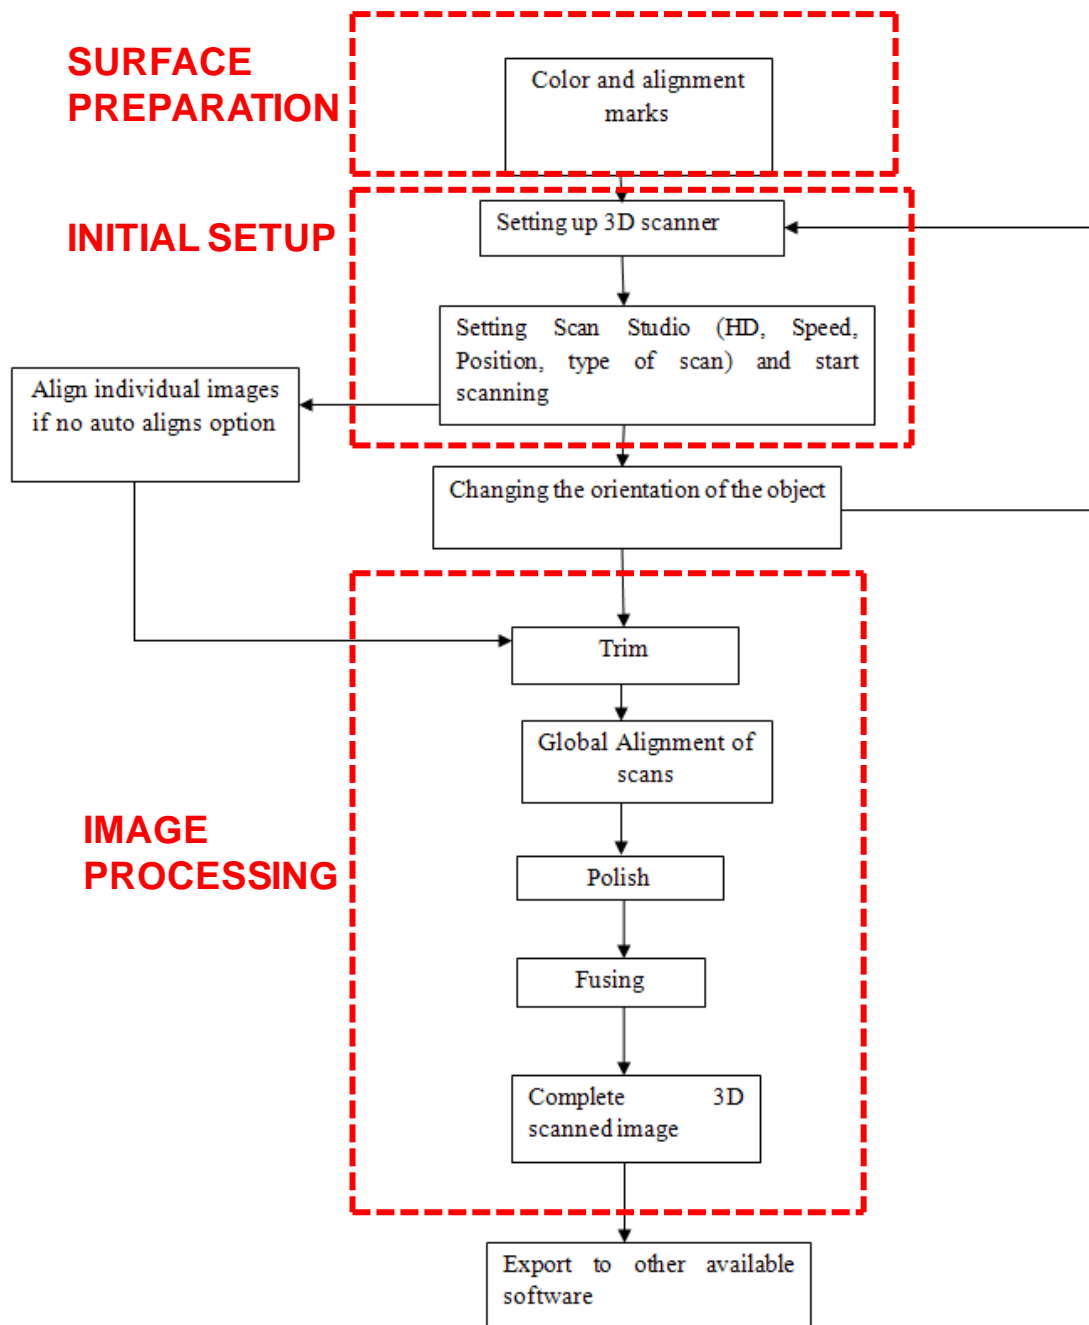 SURFACE
PREPARATION
Color and alignment
marks
INITIAL SETUP
Setting up 3D scanner
Setting Scan Studio (HD, Speed,
Position, type of scan) and start
scanning
Align individual images
if no auto aligns option
Changing the orientation of the object
Trim
Global Alignment of
scans
IMAGE
PROCESSING
Polish
Fusing
Complete 3D
scanned image
Export to other available
software